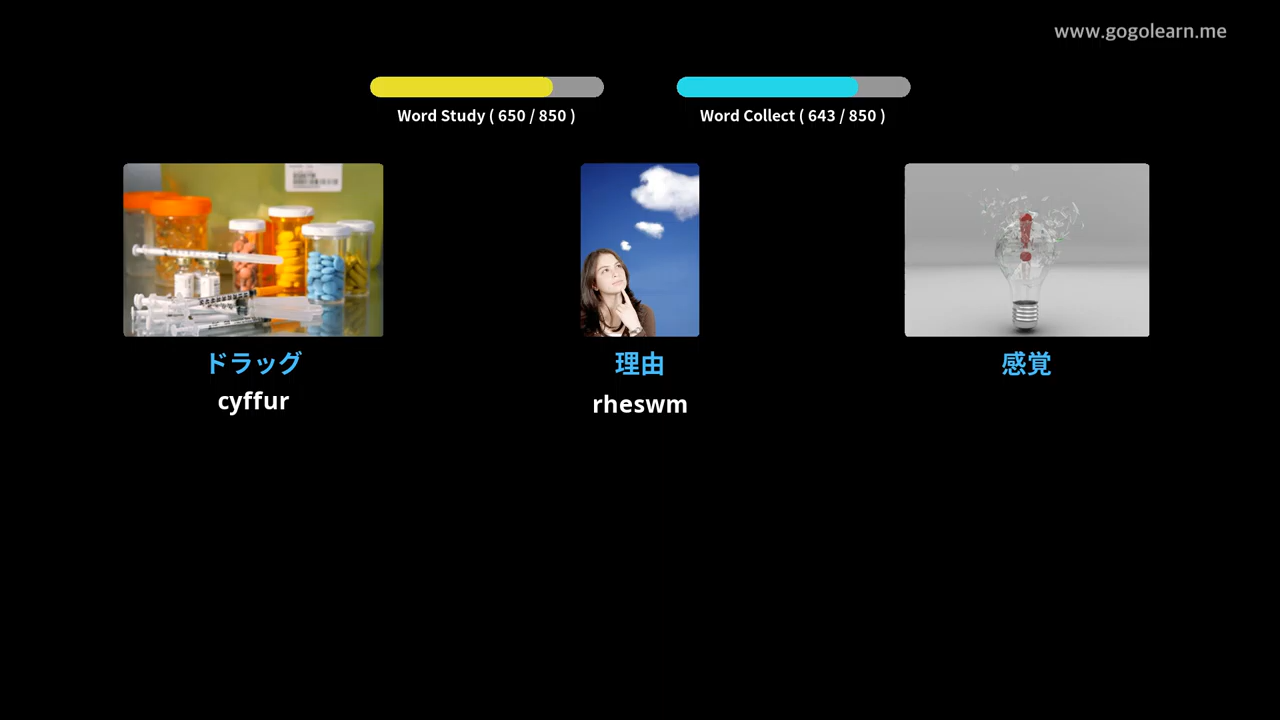 www.gogolearn.me
Word Study ( 650 / 850 )
Word Collect ( 643 / 850 )
ドラッグ
理由
感覚
cyffur
rheswm